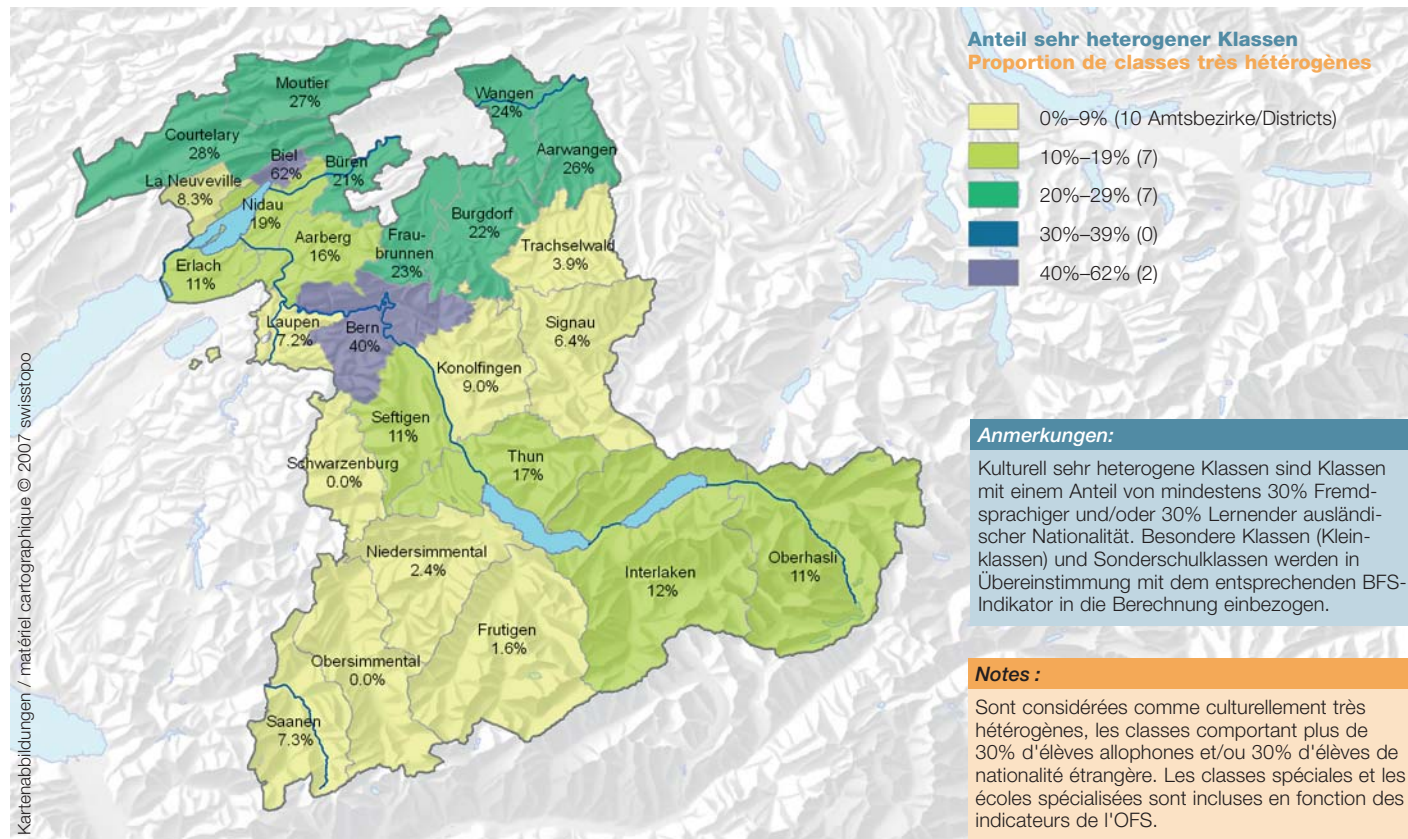 Anteil sehr heterogener Klassen
Proportion de classes très hétérogènes
0%–9% (10 Amtsbezirke/Districts)
10%–19% (7)
20%–29% (7)
30%–39% (0)
40%–62% (2)
Moutier
27%
Courtelary
28%
Biel
62%
Büren
21%
La Neuveville
8.3%
Nidau
19%
Aarberg
16%
Erlach
11%
Wangen
24%
Aarwangen
26%
Burgdorf
22%
Frau-
brunnen
23%
Trachselwald
3.9%
Laupen
7.2%
Bern
40%
Signau
6.4%
Konolfingen
9.0%
Seftigen
11%
Schwarzenburg
0.0%
Thun
17%
Niedersimmental
2.4%
Interlaken
12%
Oberhasli
11%
Frutigen
1.6%
Obersimmental
0.0%
Saanen
7.3%
Anmerkungen:
Kulturell sehr heterogene Klassen sind Klassen
mit einem Anteil von mindestens 30% Fremd-
sprachiger und/oder 30% Lernender ausländi-
scher Nationalität. Besondere Klassen (Klein-
klassen) und Sonderschulklassen werden in
Übereinstimmung mit dem entsprechenden BFS-
Indikator in die Berechnung einbezogen.
Notes :
Sont considérées comme culturellement très
hétérogènes, les classes comportant plus de
30% d'élèves allophones et/ou 30% d'élèves de
nationalité étrangère. Les classes spéciales et les
écoles spécialisées sont incluses en fonction des
indicateurs de l'OFS.
Kartenabbildungen / matériel cartographique © 2007 swisstopo